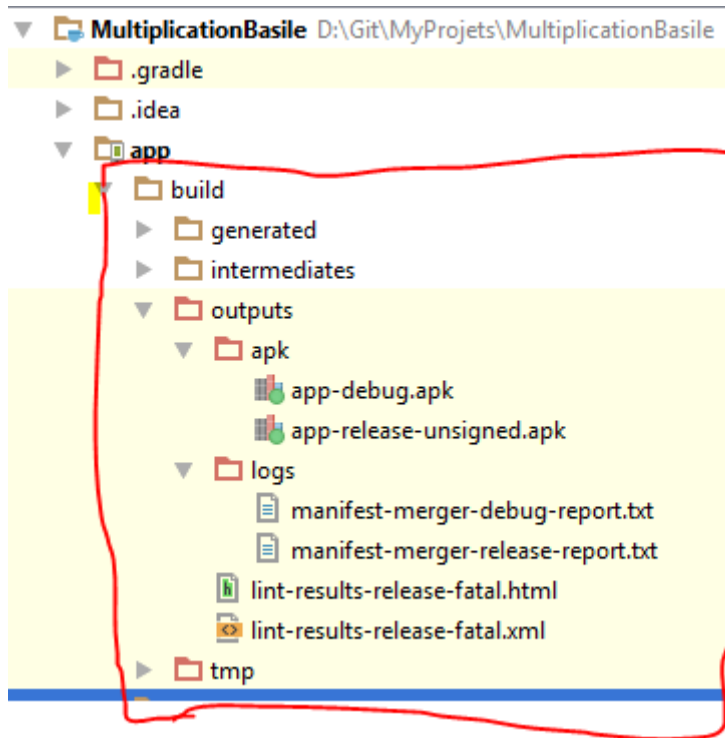 MultiplicationBasile D:\Git\MyProjets\MultiplicationBasile
.gradle
.idea
app
build
generated
intermediates
outputs
apk
app-debug.apk
app-release-unsigned.apk
logs
manifest-merger-debug-report.txt
manifest-merger-release-report.txt
lint-results-release-fatal.html
lint-results-release-fatal.xml
tmp